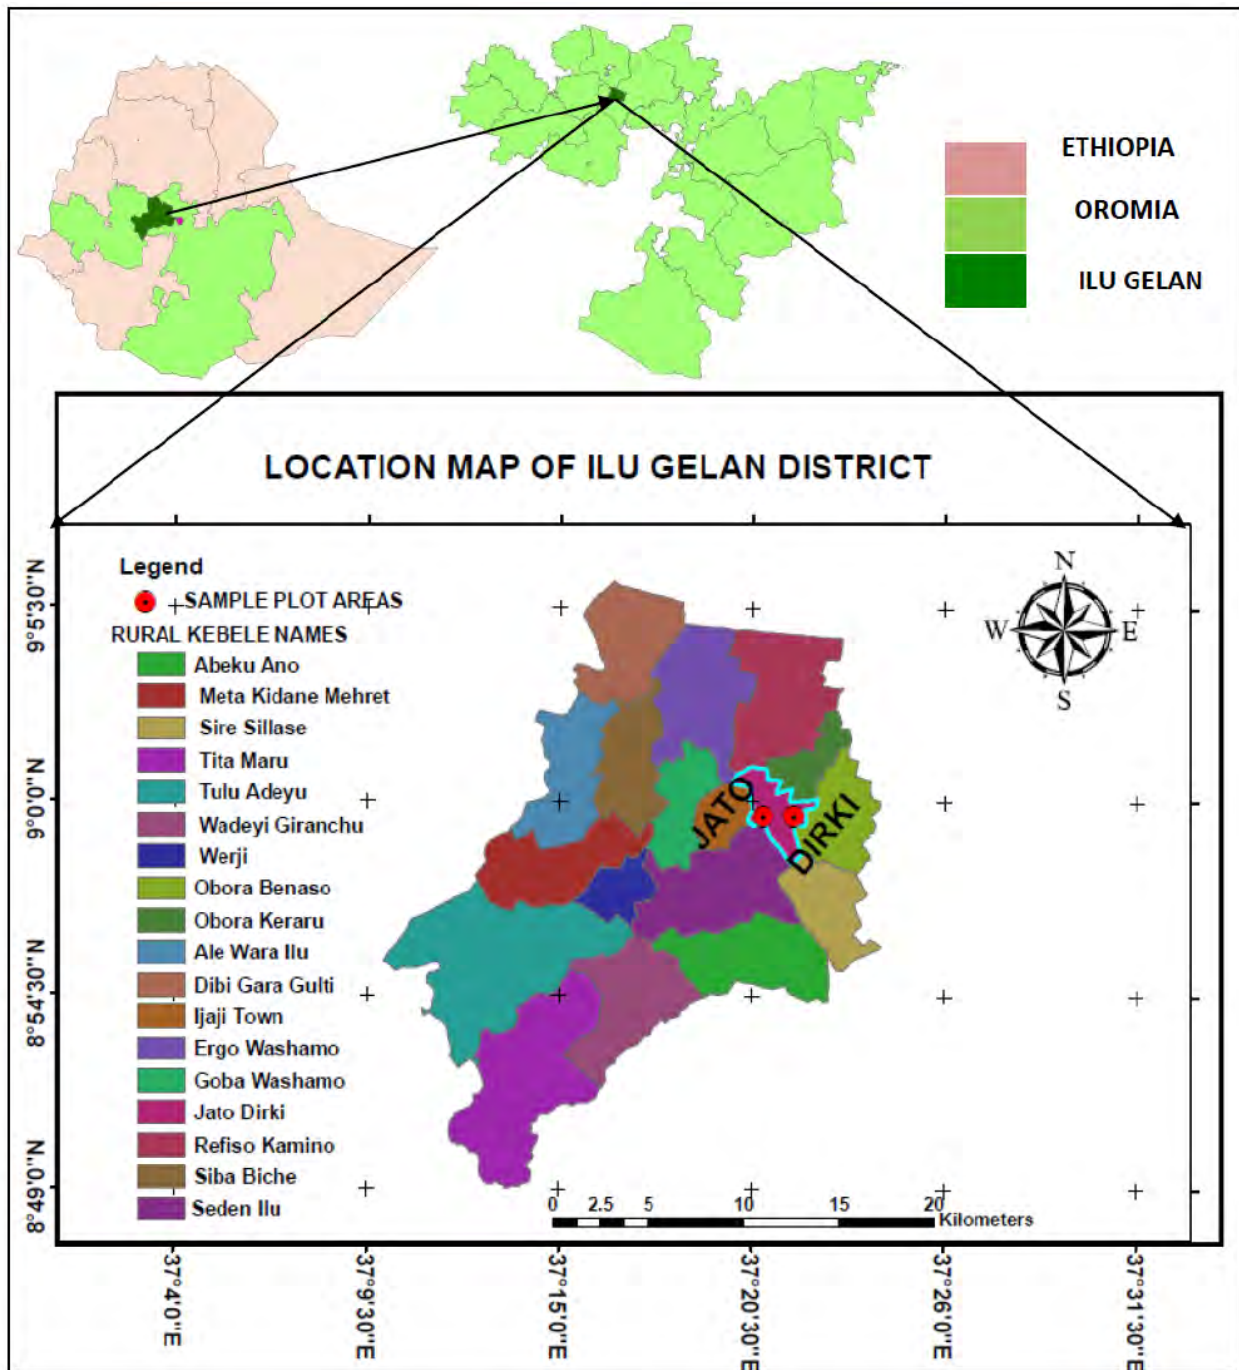 ETHIOPIA
OROMIA
ILU GELAN
LOCATION MAP OF ILU GELAN DISTRICT
Legend
SAMPLE PLOT AREAS
RURAL KEBELE NAMES
Abeku Ano
Meta Kidane Mehret
Sire Sillase
Tita Maru
Tulu Adeyu
Wadeyi Giranchu
Werji
Obora Benaso
Obora Keraru
Ale Wara Ilu
Dibi Gara Gulti
Ijaji Town
Ergo Washamo
Goba Washamo
Jato Dirki
Refiso Kamino
Siba Biche
Seden Ilu
N
W E
S
JATO
DIRKI
0 2.5 5 10 15 20
Kilometers
9°5'30"N
9°0'0"N
8°54'30"N
8°49'0"N
37°4'0"E
37°9'30"E
37°15'0"E
37°20'30"E
37°26'0"E
37°31'30"E